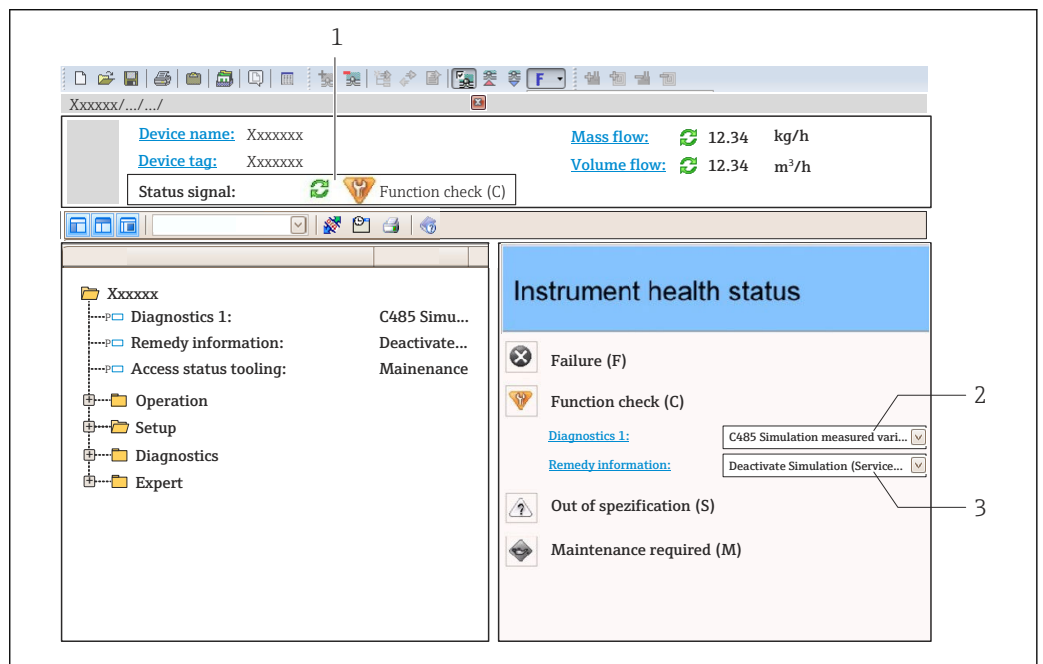 1
F
Xxxxxx/.../.../
Device name: Xxxxxxx
Mass flow: 12.34 kg/h
Device tag: Xxxxxxx
Volume flow: 12.34 m³/h
Status signal: Function check (C)
Xxxxxx
P Diagnostics 1: C485 Simu...
P Remedy information: Deactivate...
P Access status tooling: Mainenance
Operation
Setup
Diagnostics
Expert
Instrument health status
Failure (F)
Function check (C)
2
Diagnostics 1: C485 Simulation measured vari...
Remedy information: Deactivate Simulation (Service...
Out of spezification (S)
3
Maintenance required (M)